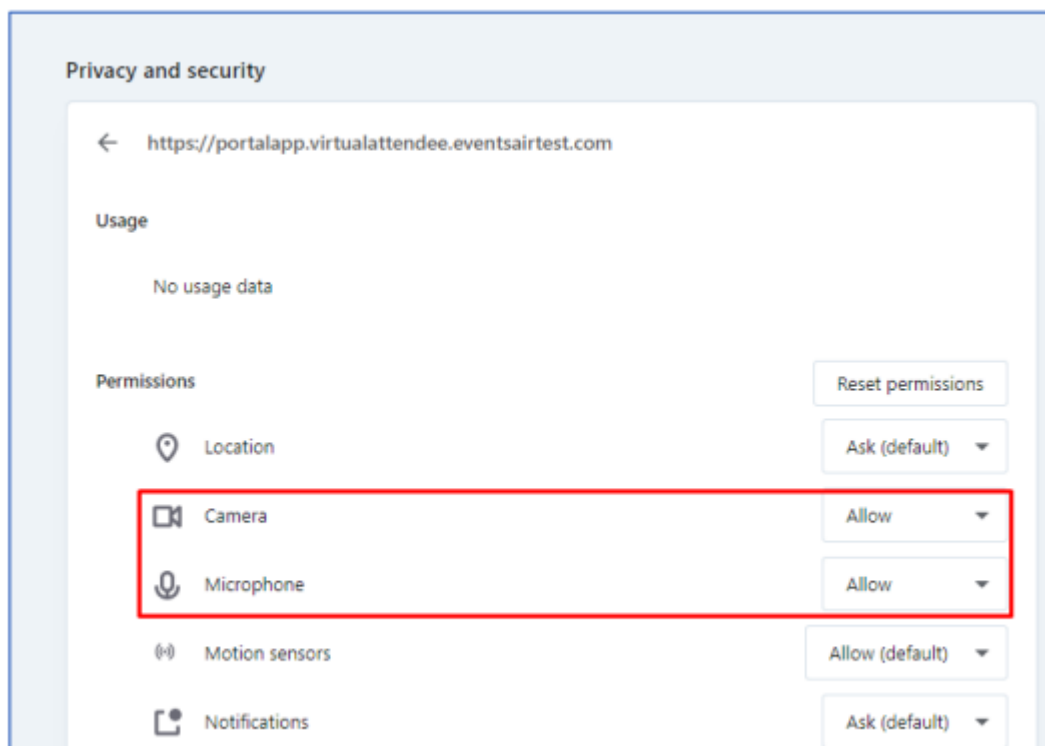 Privacy and security
https://portalapp.virtualattendee.eventsairtest.com
Usage
No usage data
Permissions
Reset permissions
Location
Ask (default)
Camera
Allow
Microphone
Allow
Motion sensors
Allow (default)
Notifications
Ask (default)